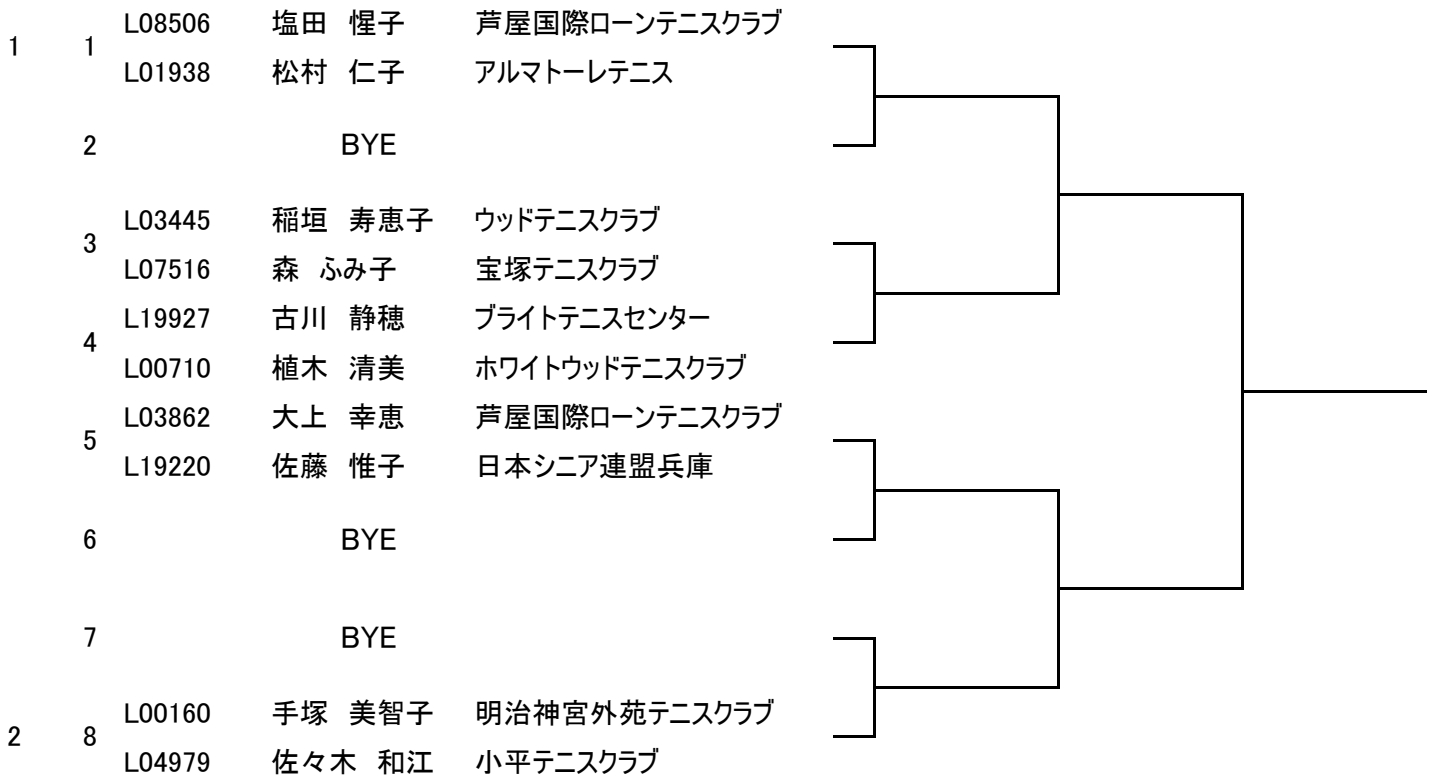 L08506 塩田 惺子 芦屋国際ローンテニスクラブ
1 1
L01938 松村 仁子 アルマトーレテニス
2 BYE
L03445 稲垣 寿恵子 ウッドテニスクラブ
3
L07516 森 ふみ子 宝塚テニスクラブ
L19927 古川 静穂 ブライトテニスセンター
4
L00710 植木 清美 ホワイトウッドテニスクラブ
L03862 大上 幸恵 芦屋国際ローンテニスクラブ
5
L19220 佐藤 惟子 日本シニア連盟兵庫
6 BYE
7 BYE
L00160 手塚 美智子 明治神宮外苑テニスクラブ
2 8
L04979 佐々木 和江 小平テニスクラブ